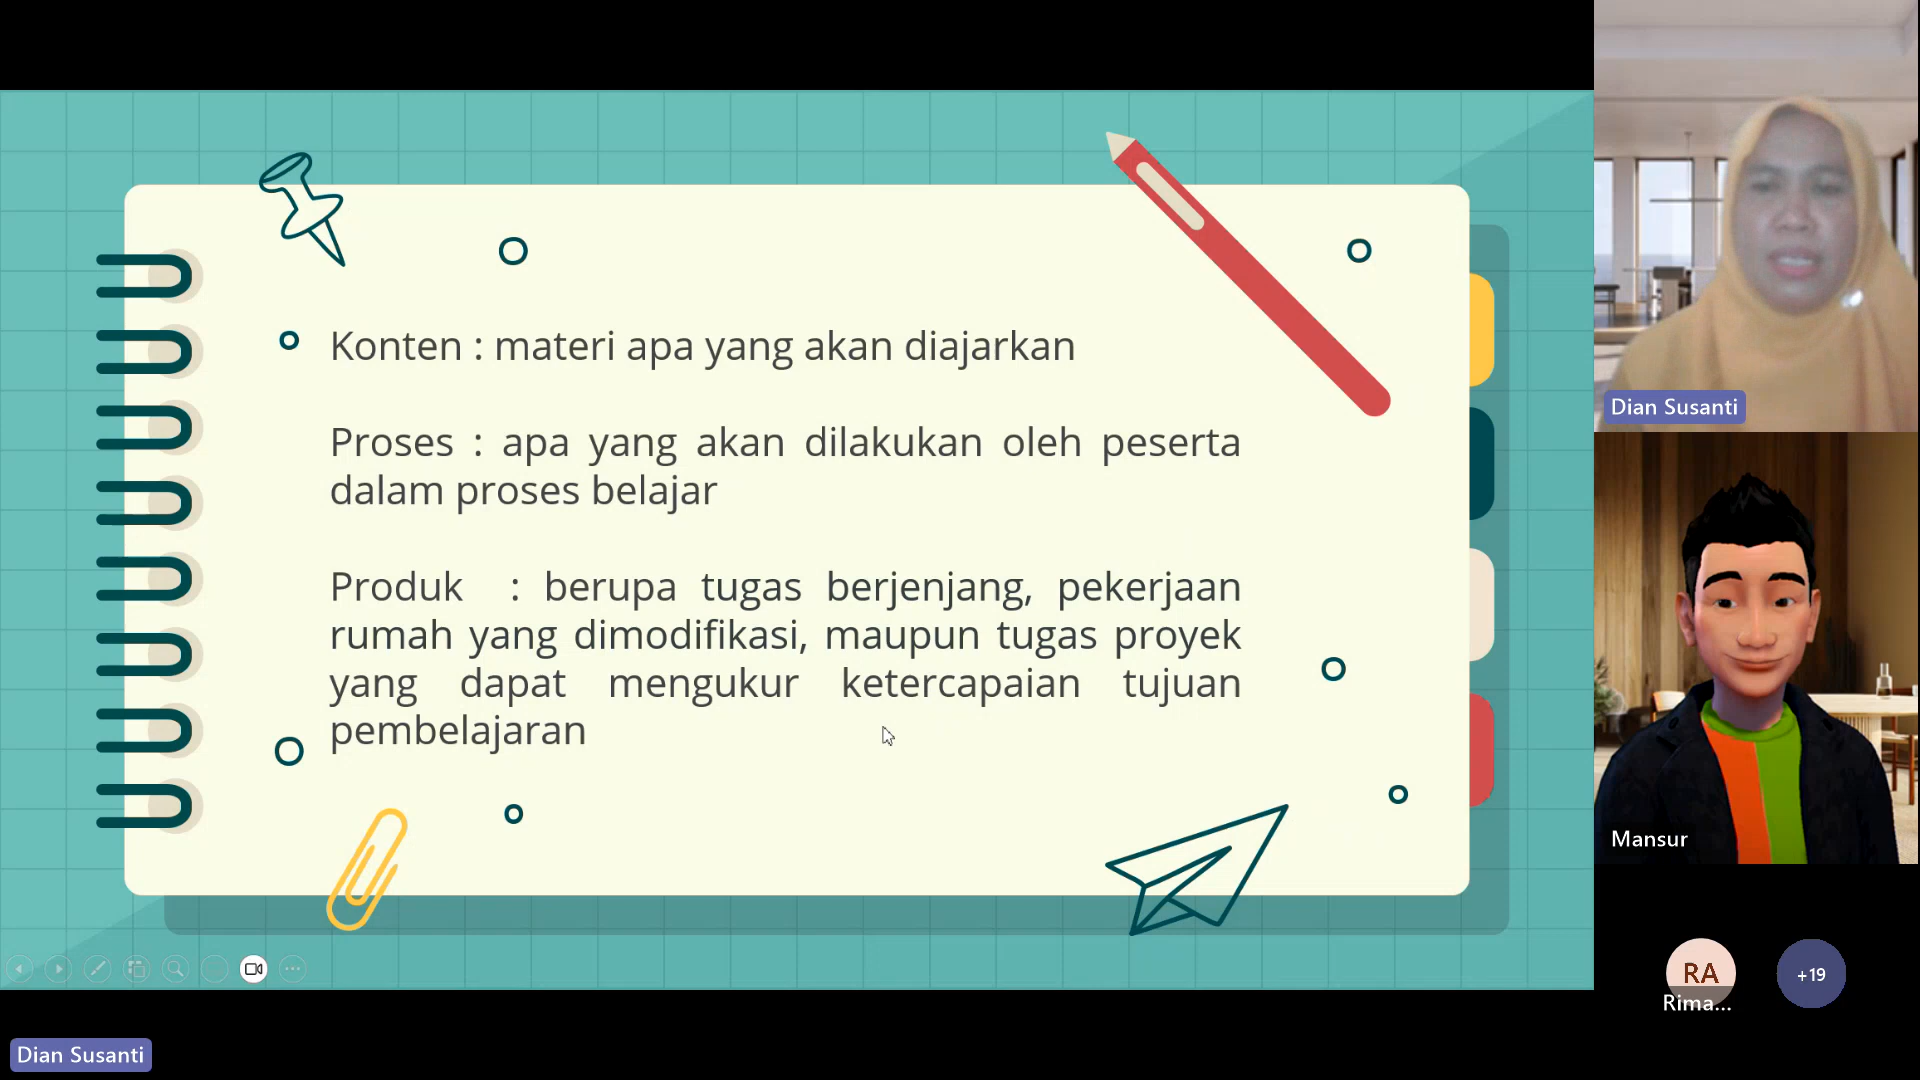 Konten : materi apa yang akan diajarkan
Proses : apa yang akan dilakukan oleh peserta
dalam proses belajar
Produk : berupa tugas berjenjang, pekerjaan
rumah yang dimodifikasi, maupun tugas proyek
yang dapat mengukur ketercapaian tujuan
pembelajaran
Dian Susanti
Mansur
RA
Rima...
+19
Dian Susanti